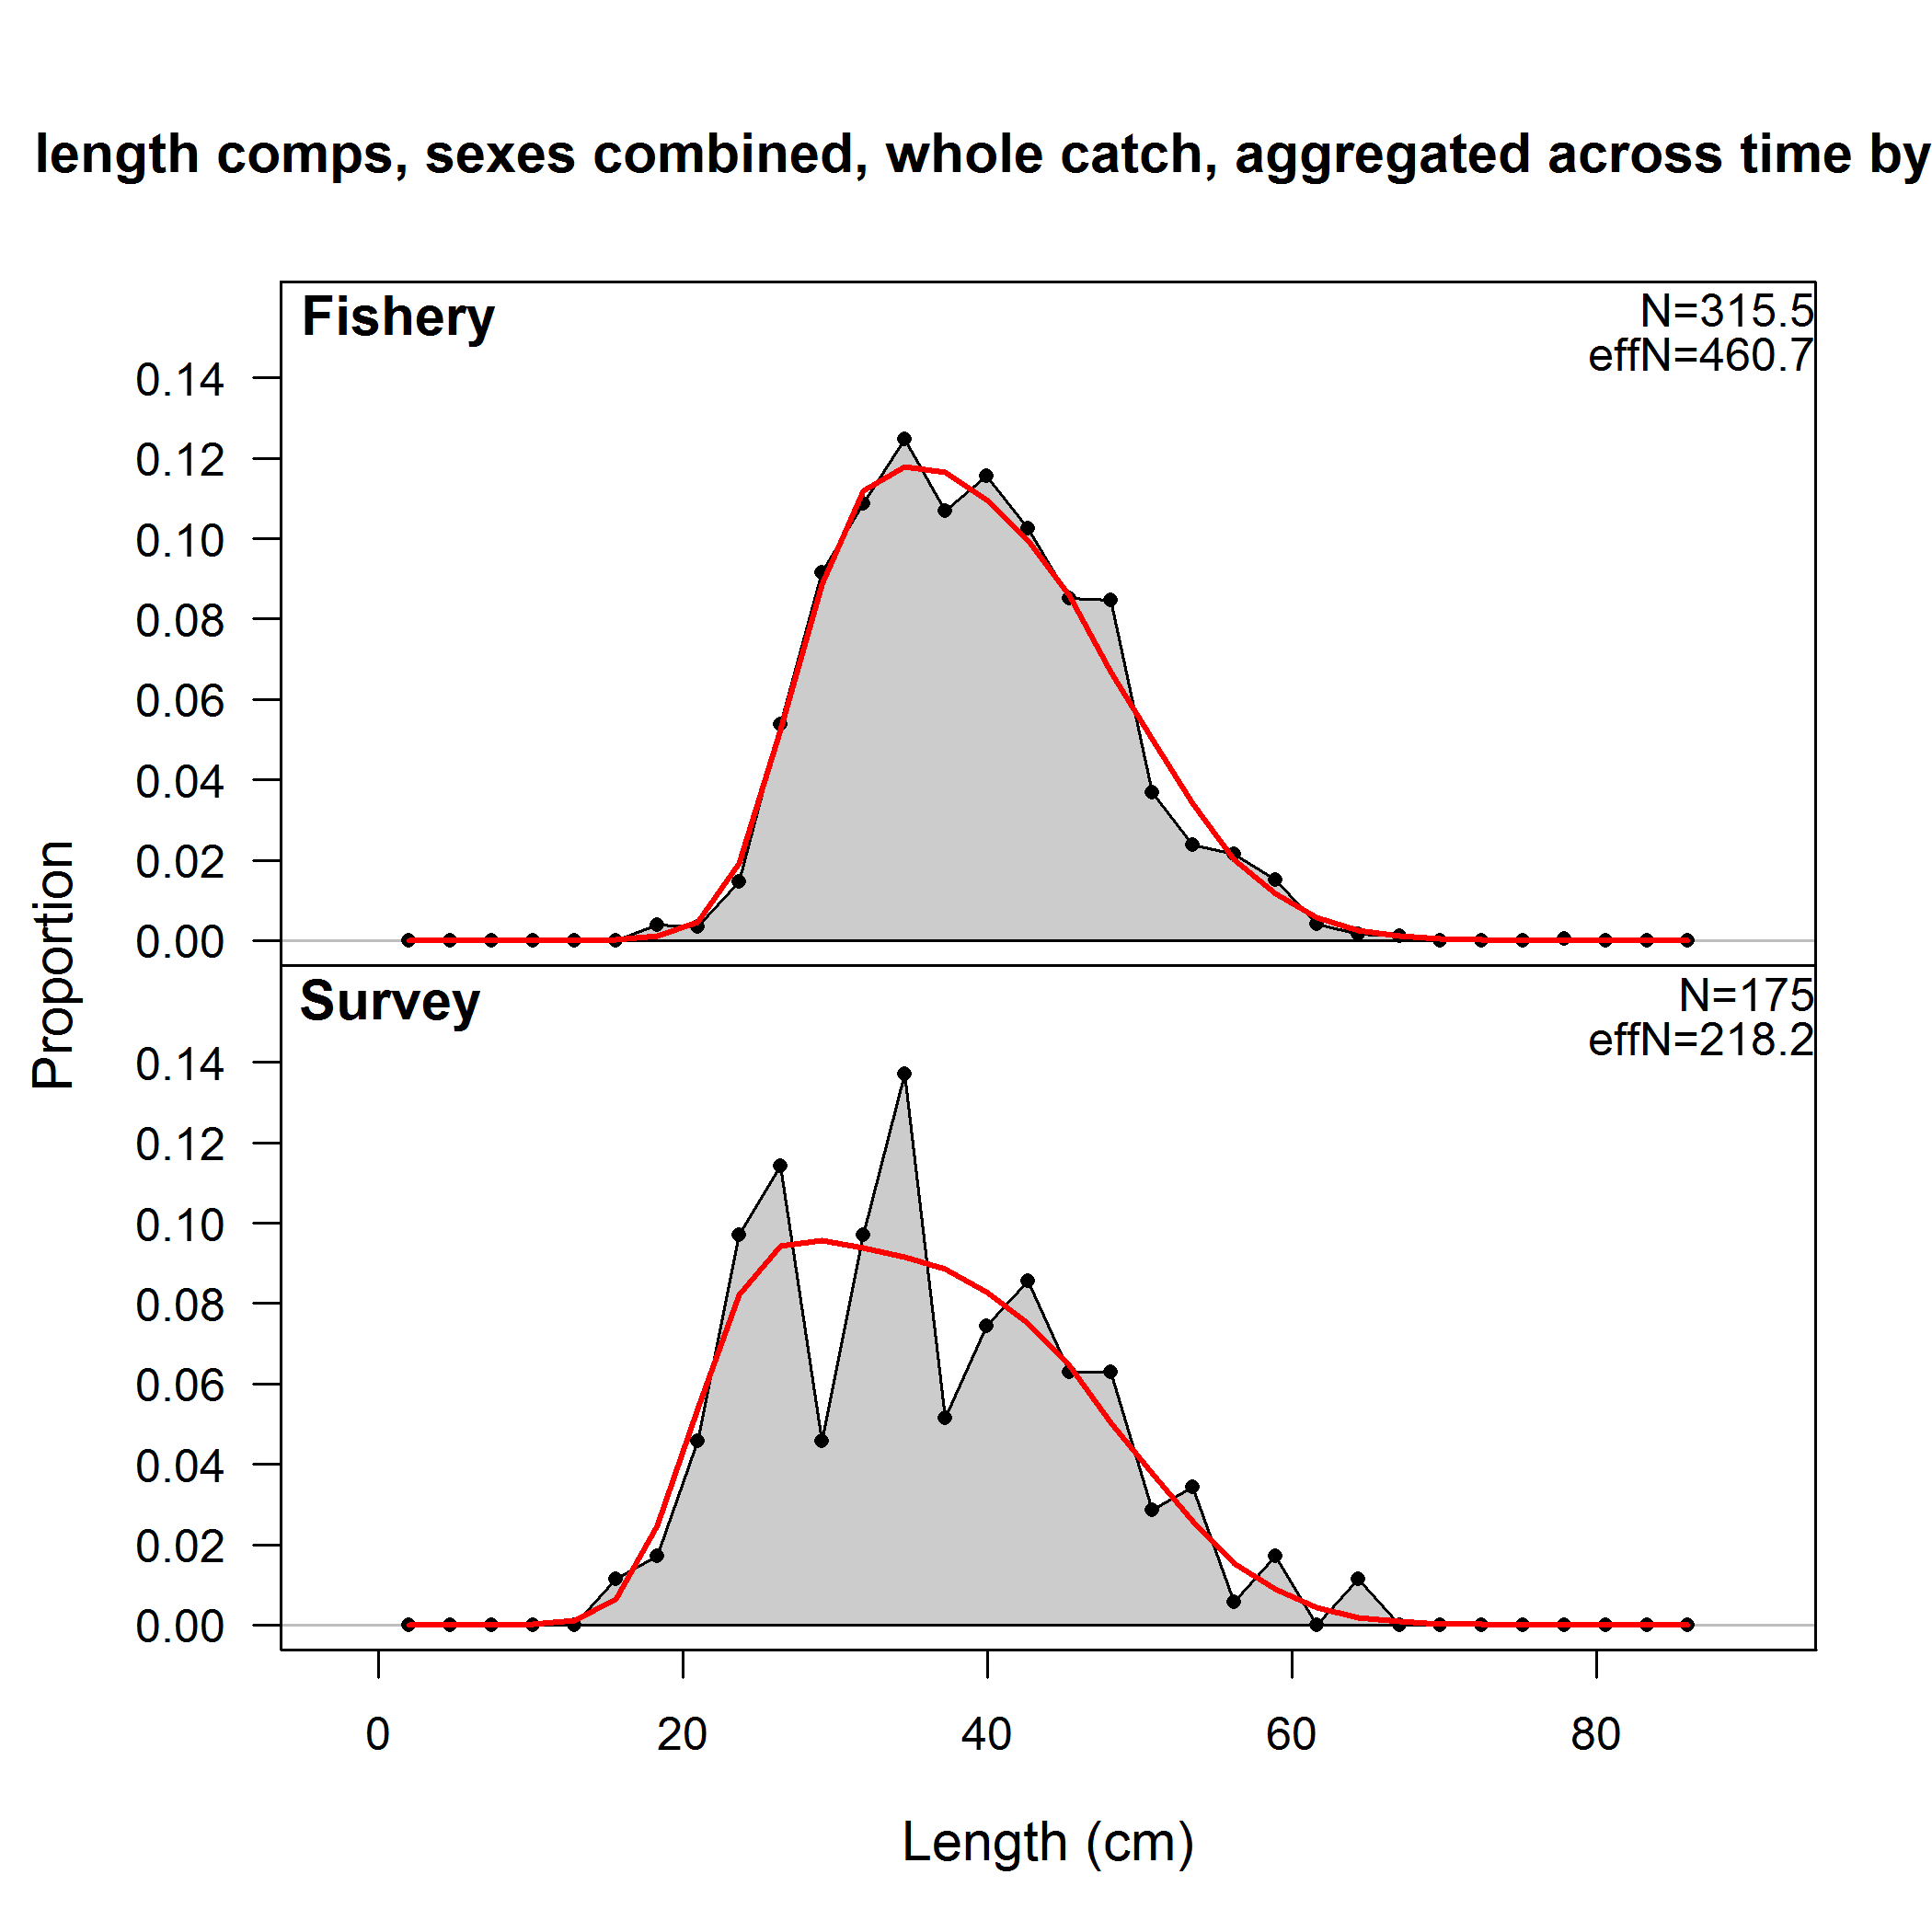 length comps, sexes combined, whole catch, aggregated across time by
Fishery
N=315.5
effN=460.7
0.14
0.12
0.10
0.08
0.06
0.04
0.02
0.00
Survey
N=175
effN=218.2
0.14
0.12
0.10
0.08
0.06
0.04
0.02
0.00
Proportion
0 20 40 60 80
Length (cm)